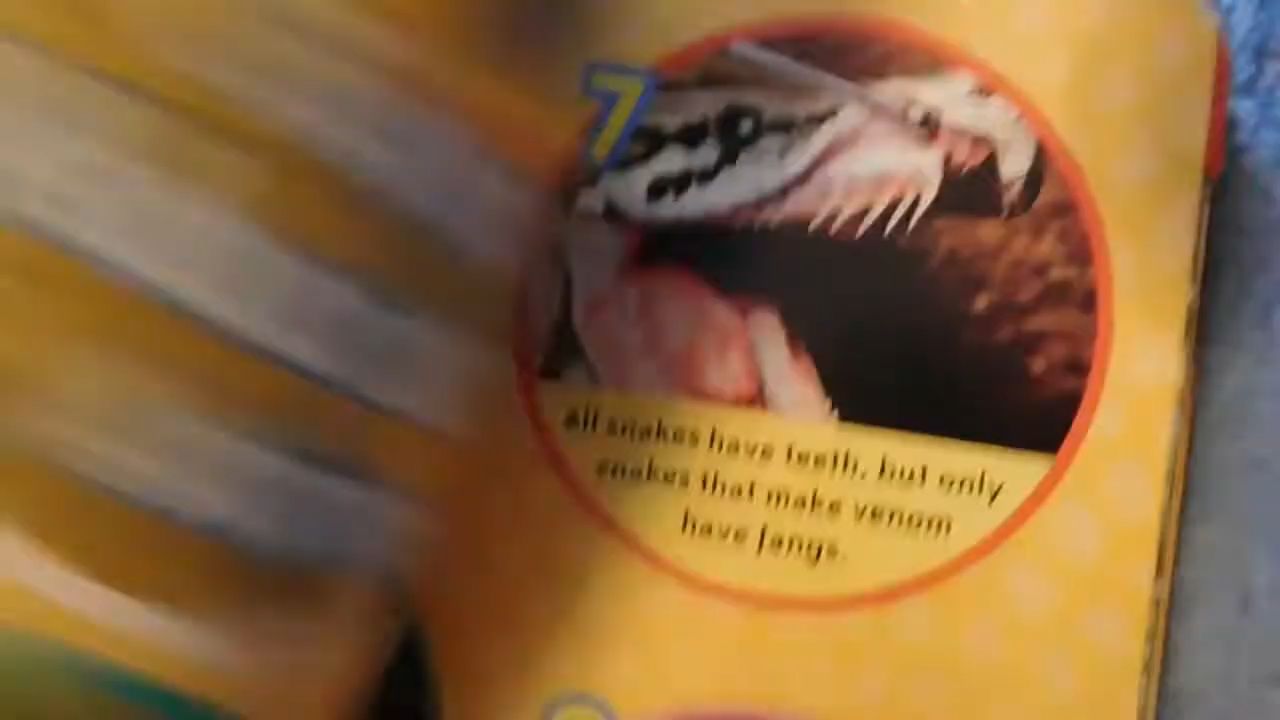 7
all snakes have teeth, but only
snakes that make venom
have fangs.